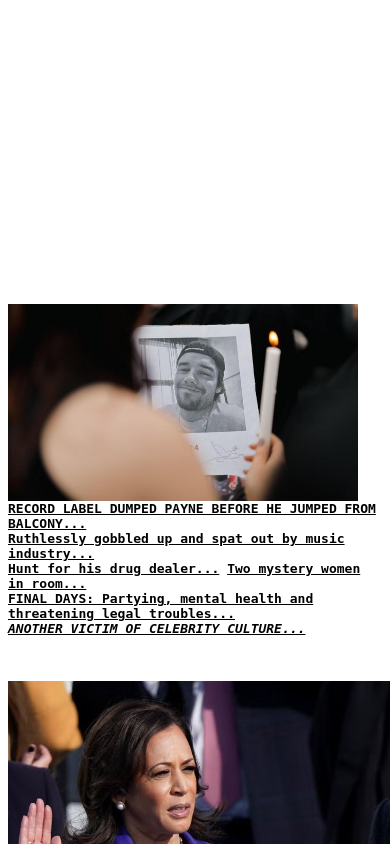 RECORD LABEL DUMPED PAYNE BEFORE HE JUMPED FROM
BALCONY...
Ruthlessly gobbled up and spat out by music
industry...
Hunt for his drug dealer... Two mystery women
in room...
FINAL DAYS: Partying, mental health and
threatening legal troubles...
ANOTHER VICTIM OF CELEBRITY CULTURE...